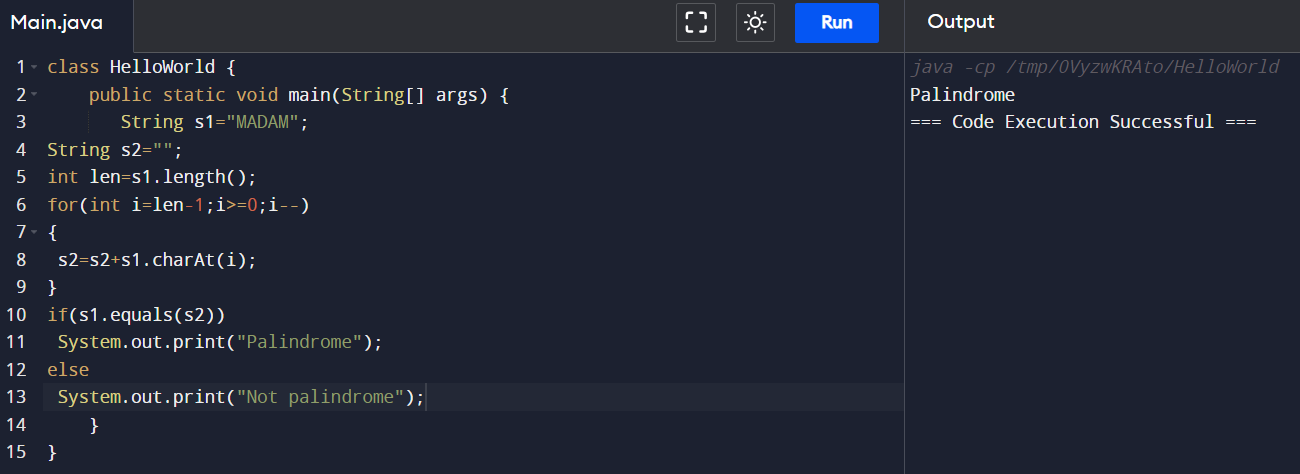 Main.java
Run
Output
1 class HelloWorld {
2     public static void main(String[] args) {
3        String s1="MADAM";
4 String s2="";
5 int len=s1.length();
6 for(int i=len-1;i>=0;i--)
7 {
8  s2=s2+s1.charAt(i);
9 }
10 if(s1.equals(s2))
11  System.out.print("Palindrome");
12 else
13  System.out.print("Not palindrome");
14     }
15 }
java -cp /tmp/0VyzwKRAto/HelloWorld
Palindrome
=== Code Execution Successful ===